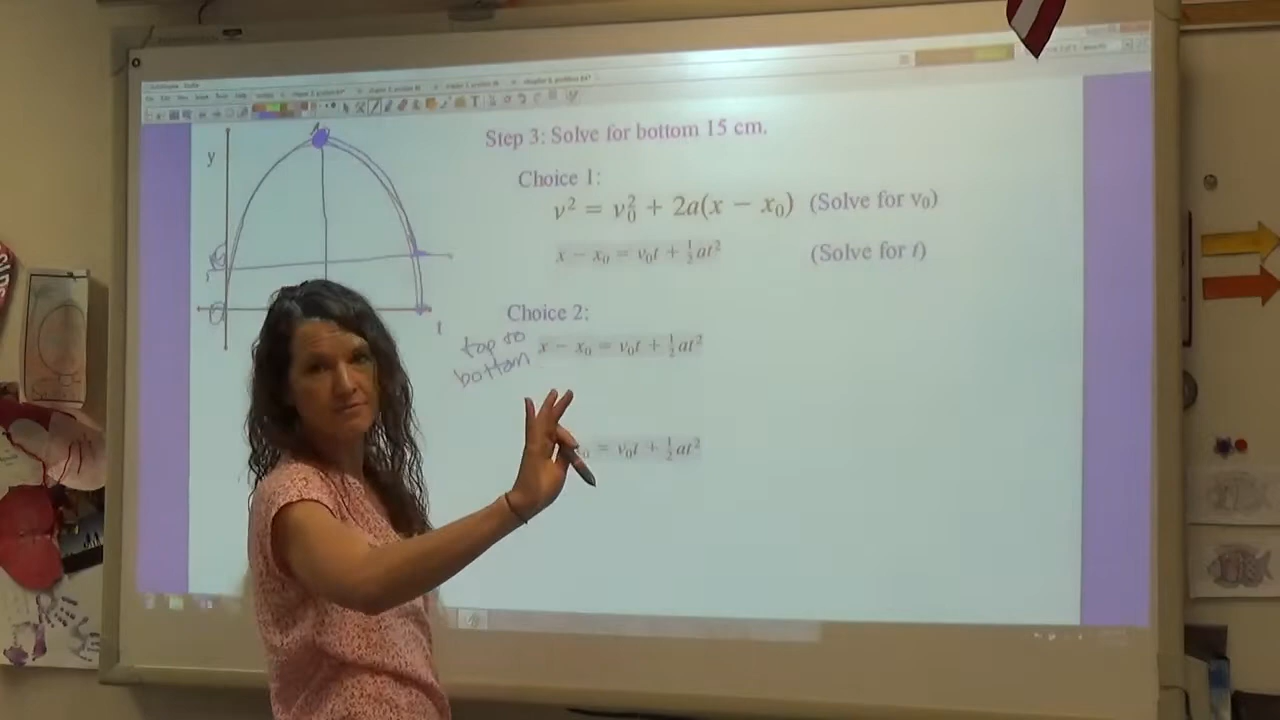 y
t
Step 3: Solve for bottom 15 cm.
Choice 1:
v² = v₀² + 2a(x − x₀) (Solve for v₀)
x − x₀ = v₀t + ½at² (Solve for t)
Choice 2:
top to
bottom
x − x₀ = v₀t + ½at²
₀ = v₀t + ½at²